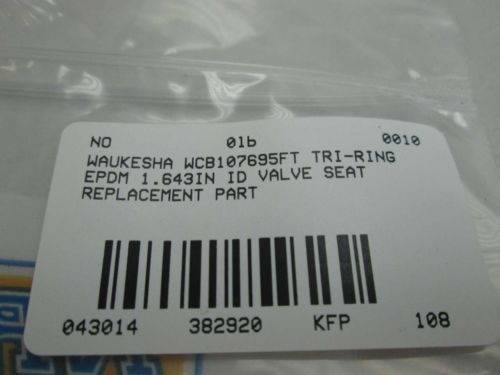 NO 01b 0010
WAUKESHA WCB107695FT TRI-RING
EPDM 1.643IN ID VALVE SEAT
REPLACEMENT PART
043014 382920 KFP 108